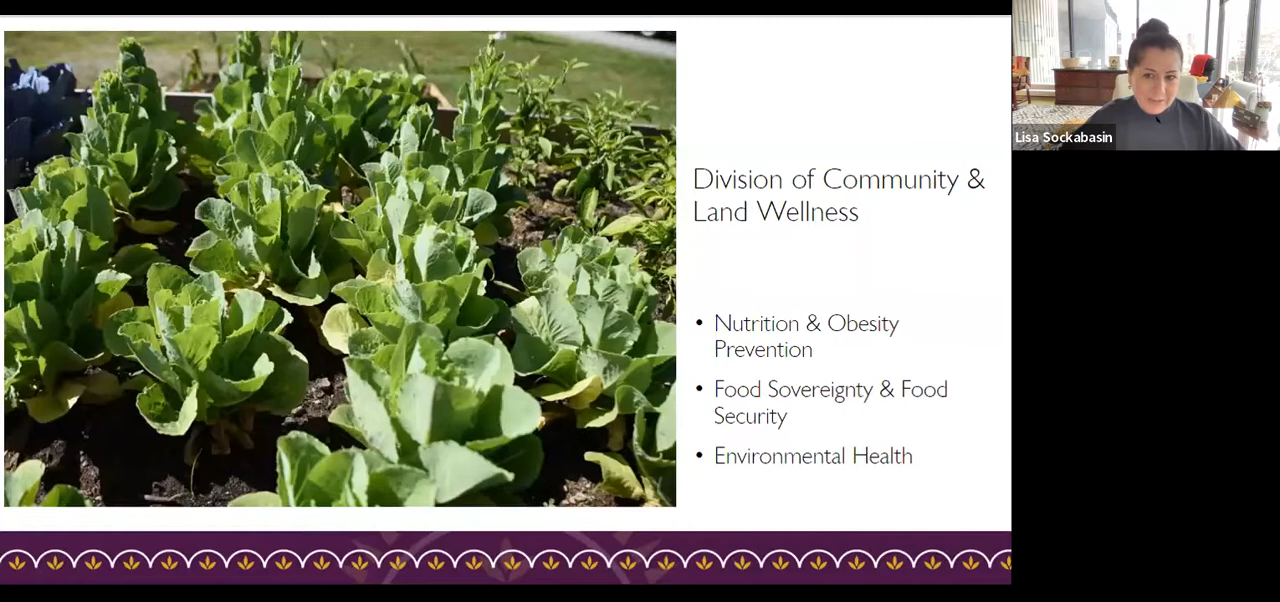 Lisa Sockabasin
Division of Community &
Land Wellness
• Nutrition & Obesity
Prevention
• Food Sovereignty & Food
Security
• Environmental Health